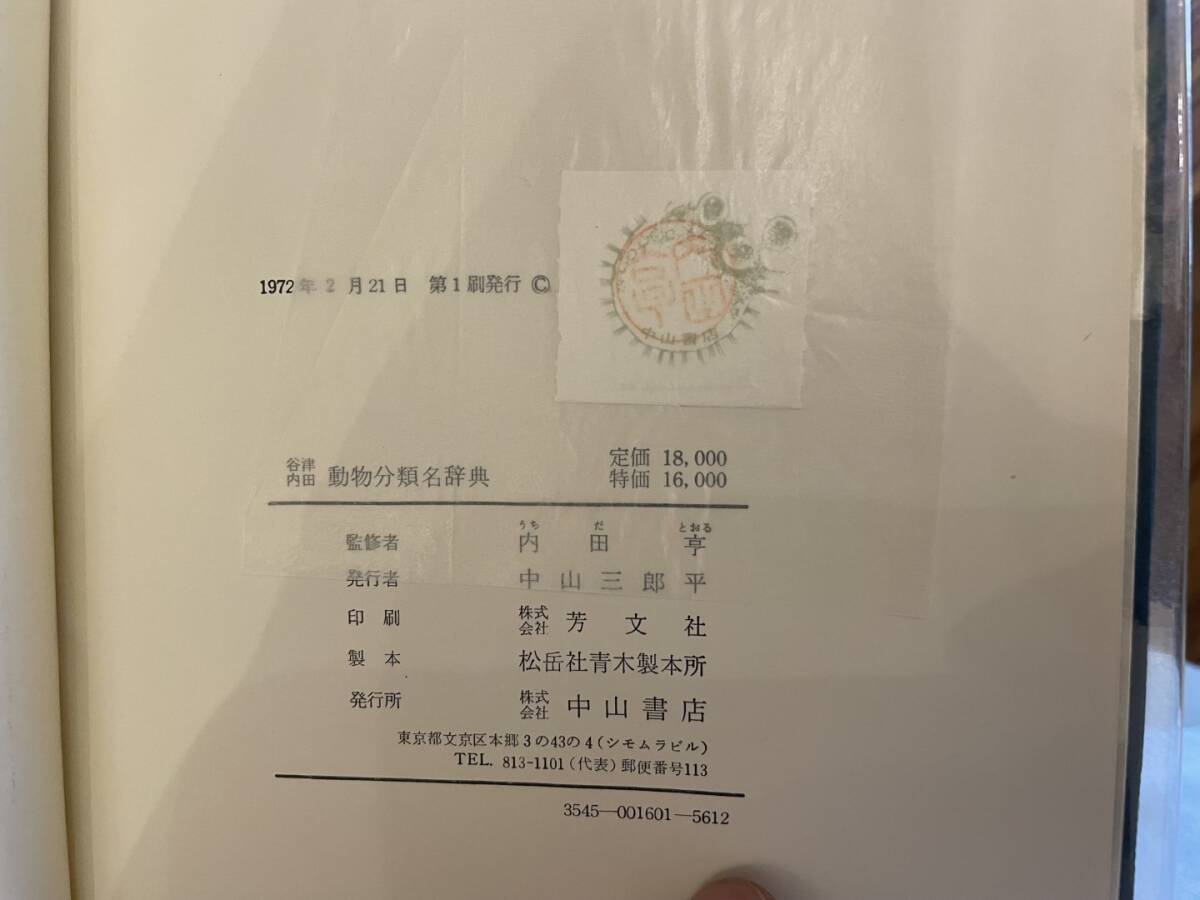 1972年2月21日 第1刷発行 ©
中山書店
谷津 内田 動物分類名辞典
定価 18,000
特価 16,000
うち だ とおる
監修者 内田亨
発行者 中山三郎平
印刷 株式会社 芳文社
製本 松岳社青木製本所
発行所 株式会社 中山書店
東京都文京区本郷3の43の4(シモムラビル)
TEL. 813-1101(代表)郵便番号113
3545—001601—5612